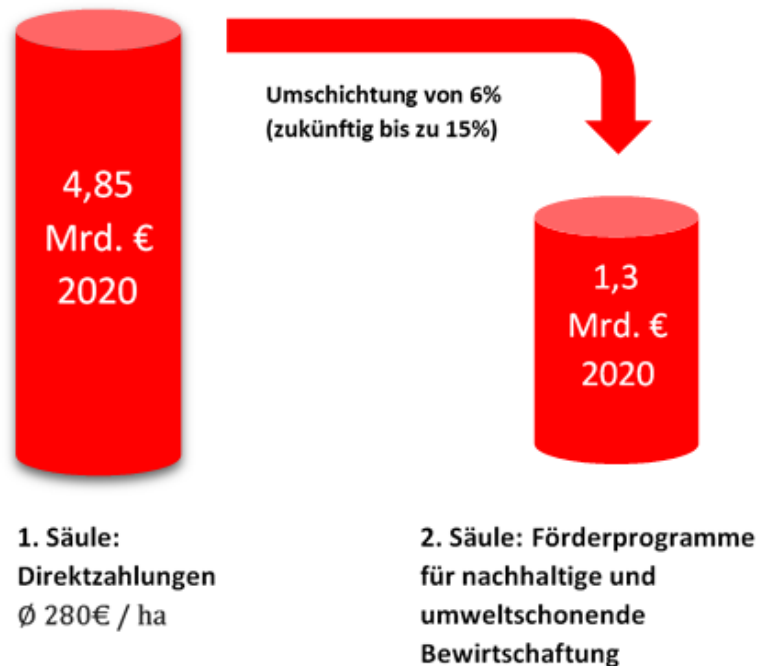 Umschichtung von 6%
(zukünftig bis zu 15%)
4,85
Mrd. €
2020
1,3
Mrd. €
2020
1. Säule:
Direktzahlungen
Ø 280€ / ha
2. Säule: Förderprogramme
für nachhaltige und
umweltschonende
Bewirtschaftung